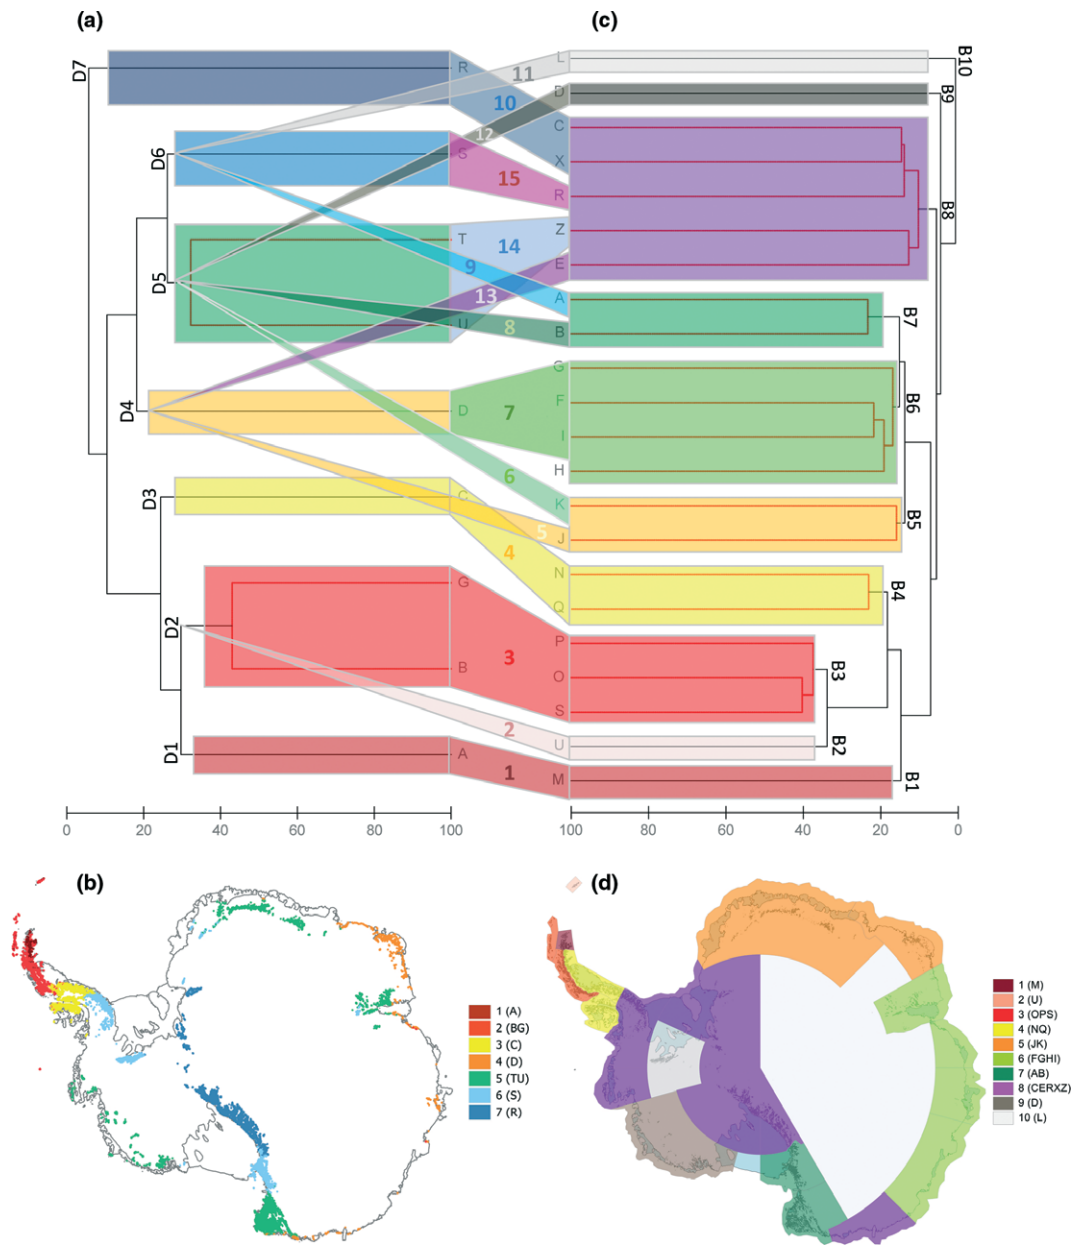 (a)
(c)
D7
R
11
L
B10
10
D
B9
12
C
D6
S
X
15
R
B8
T
14
Z
9
E
D5
13
A
B7
U
8
B
G
D4
D
7
F
B6
I
6
H
D3
C
K
B5
5
J
4
N
B4
G
Q
D2
3
P
B3
B
O
S
2
U
B2
D1
A
1
M
B1
0 20 40 60 80 100
100 80 60 40 20 0
(b)
1 (A)
2 (BG)
3 (C)
4 (D)
5 (TU)
6 (S)
7 (R)
(d)
1 (M)
2 (U)
3 (OPS)
4 (NQ)
5 (JK)
6 (FGHI)
7 (AB)
8 (CERXZ)
9 (D)
10 (L)